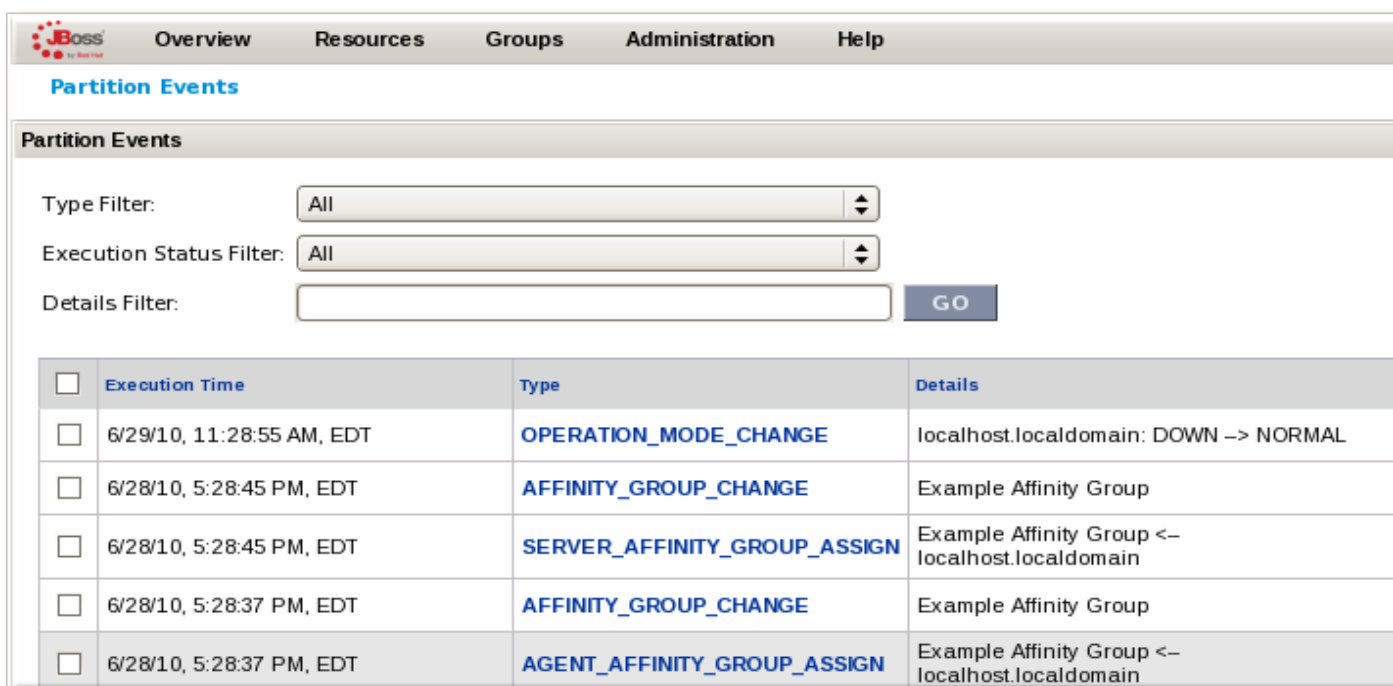 JBoss by Red Hat Overview Resources Groups Administration Help
Partition Events
Partition Events
Type Filter: All
Execution Status Filter: All
Details Filter: GO
Execution Time Type Details
6/29/10, 11:28:55 AM, EDT OPERATION_MODE_CHANGE localhost.localdomain: DOWN --> NORMAL
6/28/10, 5:28:45 PM, EDT AFFINITY_GROUP_CHANGE Example Affinity Group
6/28/10, 5:28:45 PM, EDT SERVER_AFFINITY_GROUP_ASSIGN Example Affinity Group <--
localhost.localdomain
6/28/10, 5:28:37 PM, EDT AFFINITY_GROUP_CHANGE Example Affinity Group
6/28/10, 5:28:37 PM, EDT AGENT_AFFINITY_GROUP_ASSIGN Example Affinity Group <--
localhost.localdomain